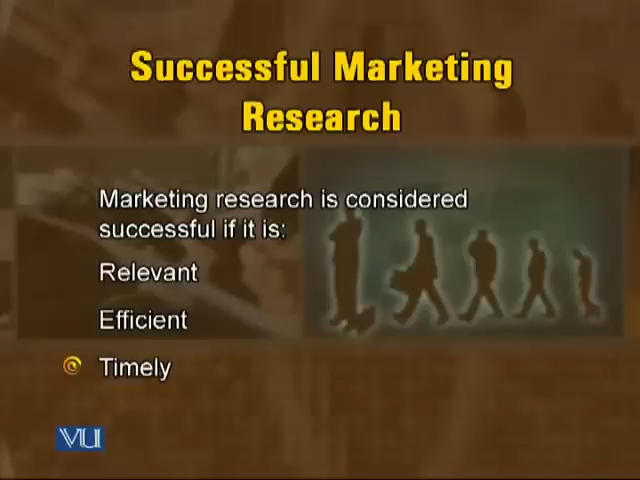 Successful Marketing
Research
Marketing research is considered
successful if it is:
Relevant
Efficient
Timely
VU